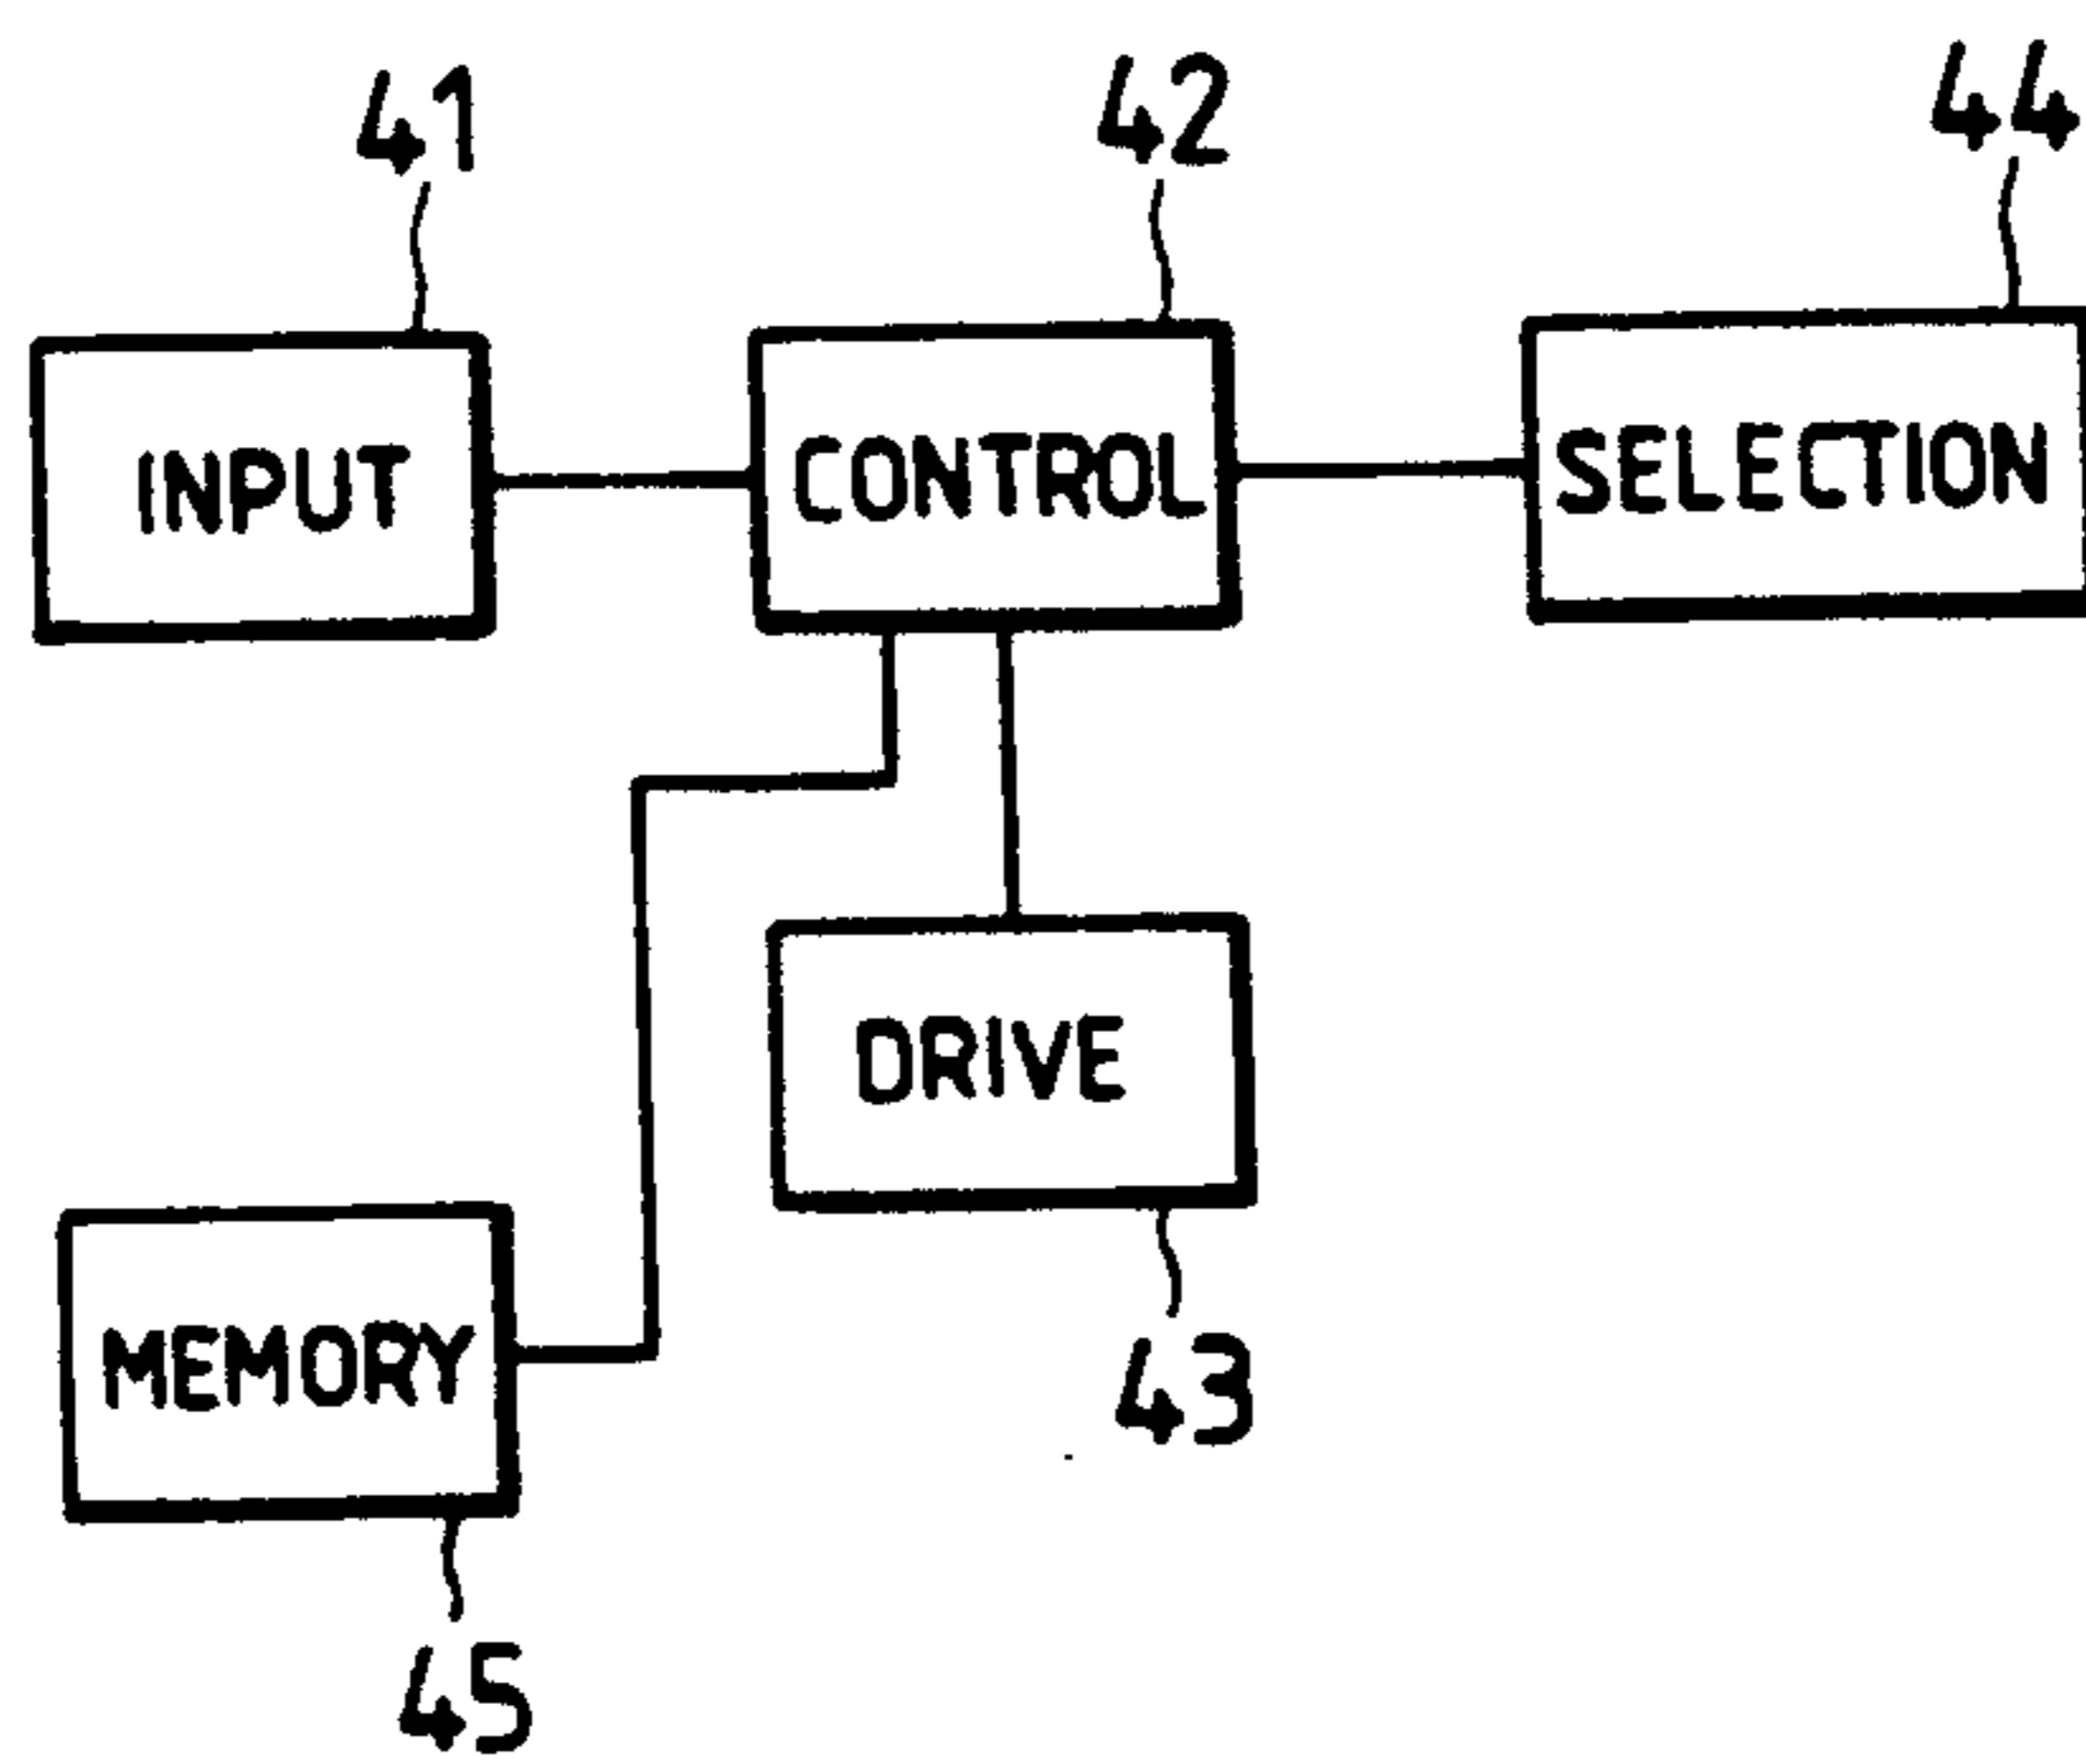 41
42
44
INPUT
CONTROL
SELECTION
DRIVE
43
MEMORY
45